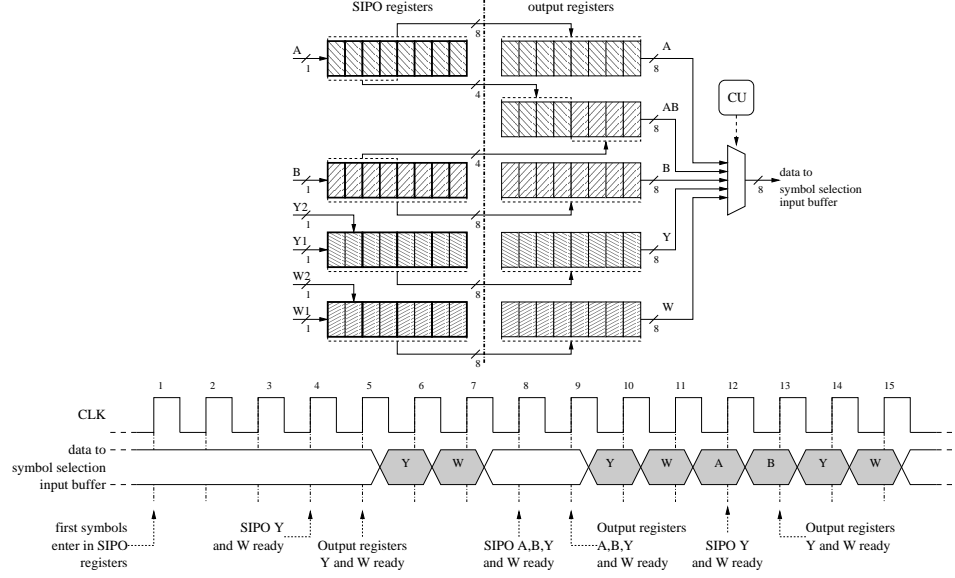 SIPO registers
output registers
8
A
1
A
8
4
CU
AB
8
4
B
1
B
8
8
data to
symbol selection
input buffer
8
Y2
1
Y1
1
Y
8
8
W2
1
W1
1
W
8
8
1 2 3 4 5 6 7 8 9 10 11 12 13 14 15
CLK
data to
symbol selection
input buffer
Y W Y W A B Y W
first symbols
enter in SIPO
registers
SIPO Y
and W ready
Output registers
Y and W ready
SIPO A,B,Y
and W ready
Output registers
A,B,Y
and W ready
SIPO Y
and W ready
Output registers
Y and W ready